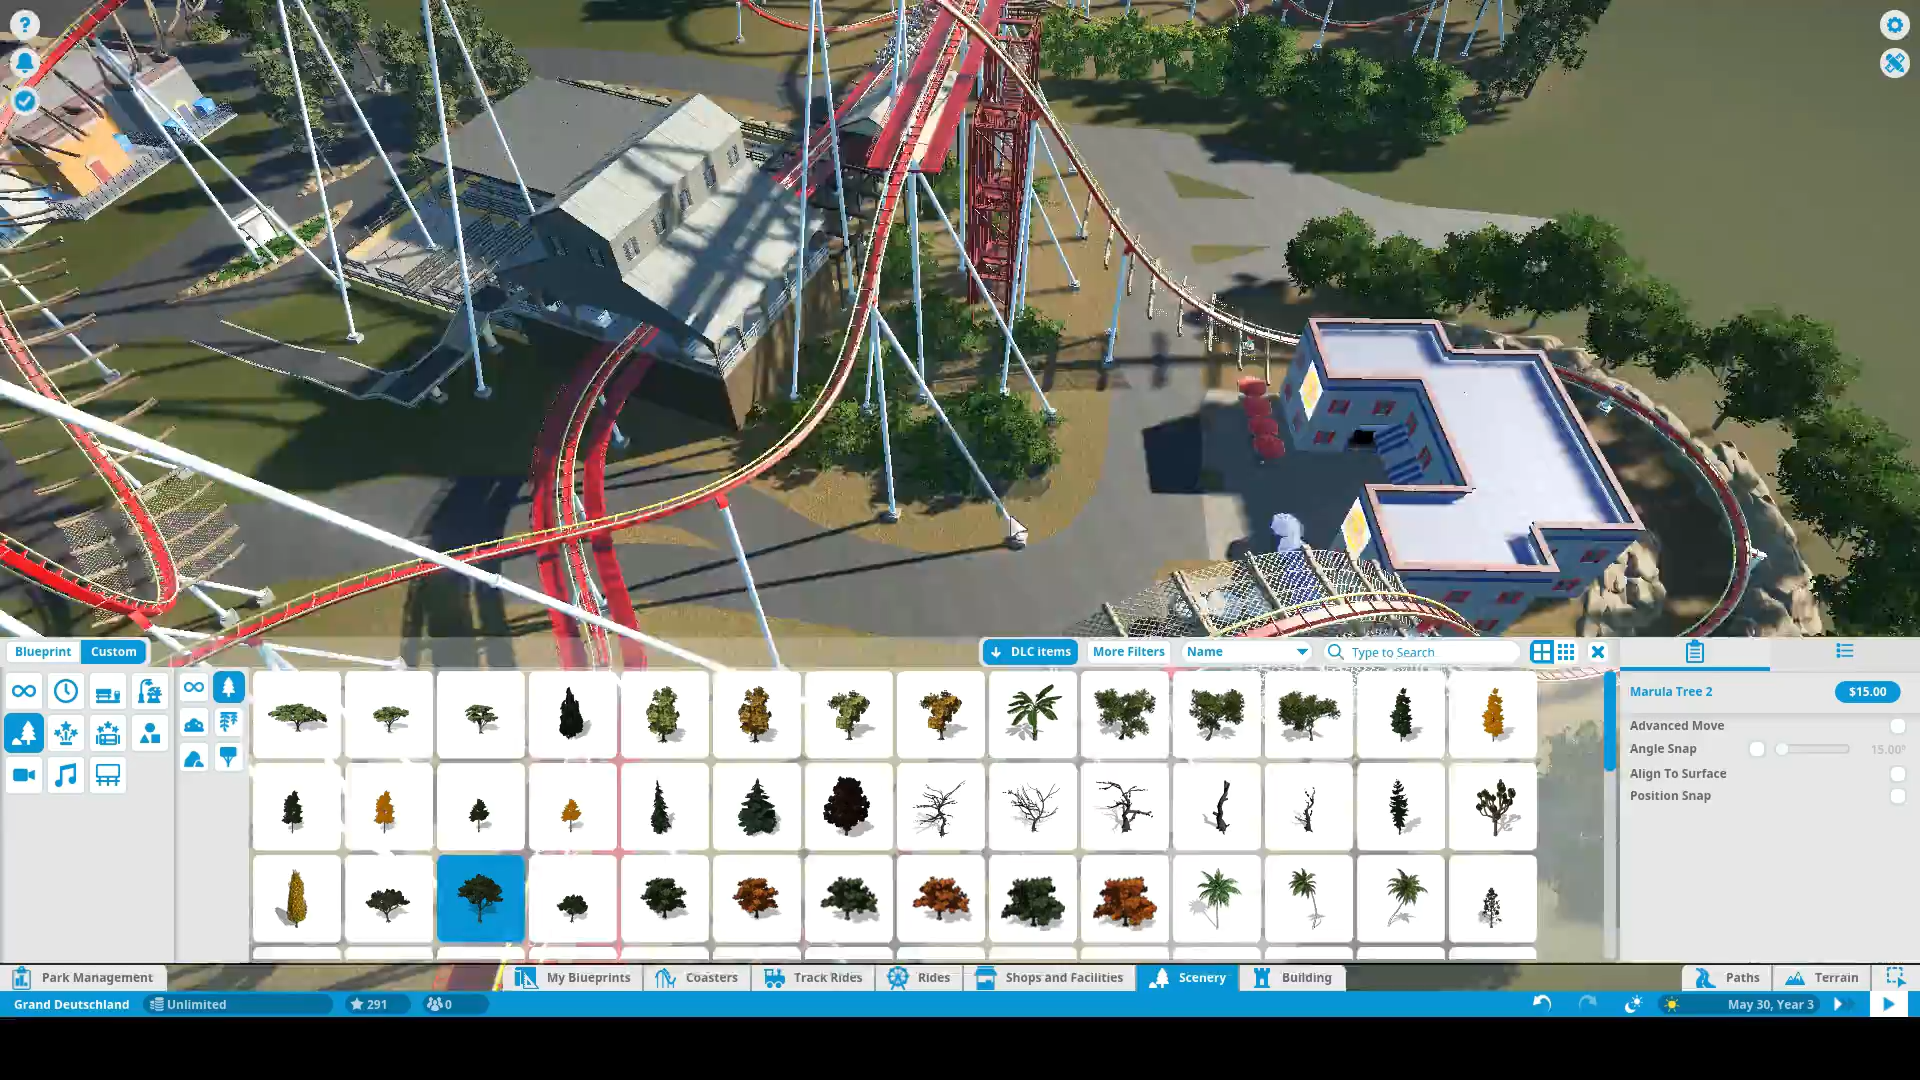 ?
Blueprint
Custom
DLC items
More Filters
Name
Type to Search
Marula Tree 2
$15.00
Advanced Move
Angle Snap
15.00°
Align To Surface
Position Snap
Park Management
My Blueprints
Coasters
Track Rides
Rides
Shops and Facilities
Scenery
Building
Paths
Terrain
Grand Deutschland
Unlimited
291
0
May 30, Year 3